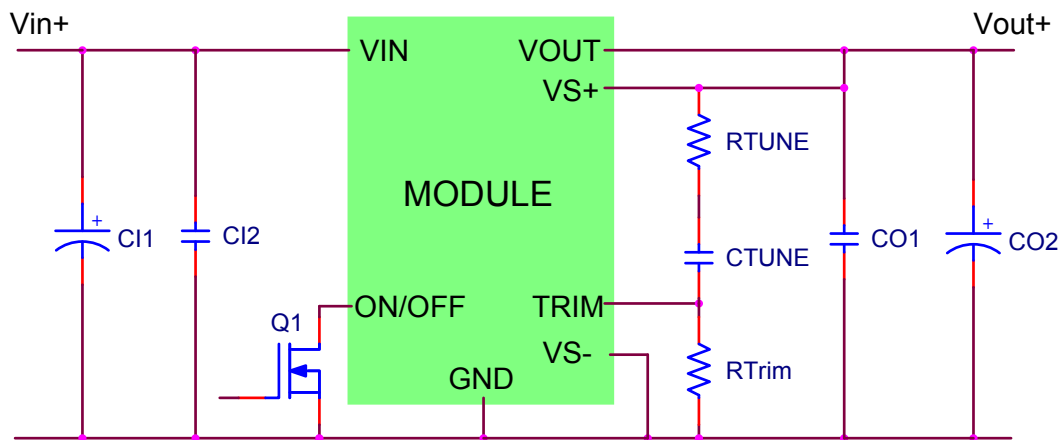 Vin+
Vout+
VIN
VOUT
VS+
RTUNE
MODULE
+
CI1
CI2
CTUNE
CO1
+
CO2
ON/OFF
TRIM
Q1
VS-
RTrim
GND